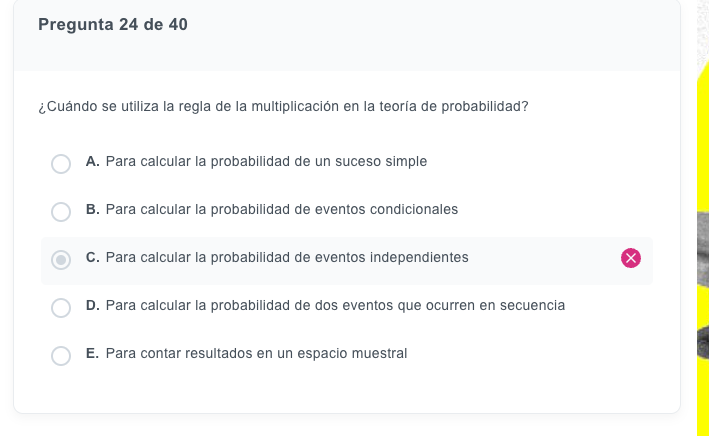 Pregunta 24 de 40
¿Cuándo se utiliza la regla de la multiplicación en la teoría de probabilidad?
A. Para calcular la probabilidad de un suceso simple
B. Para calcular la probabilidad de eventos condicionales
C. Para calcular la probabilidad de eventos independientes
D. Para calcular la probabilidad de dos eventos que ocurren en secuencia
E. Para contar resultados en un espacio muestral